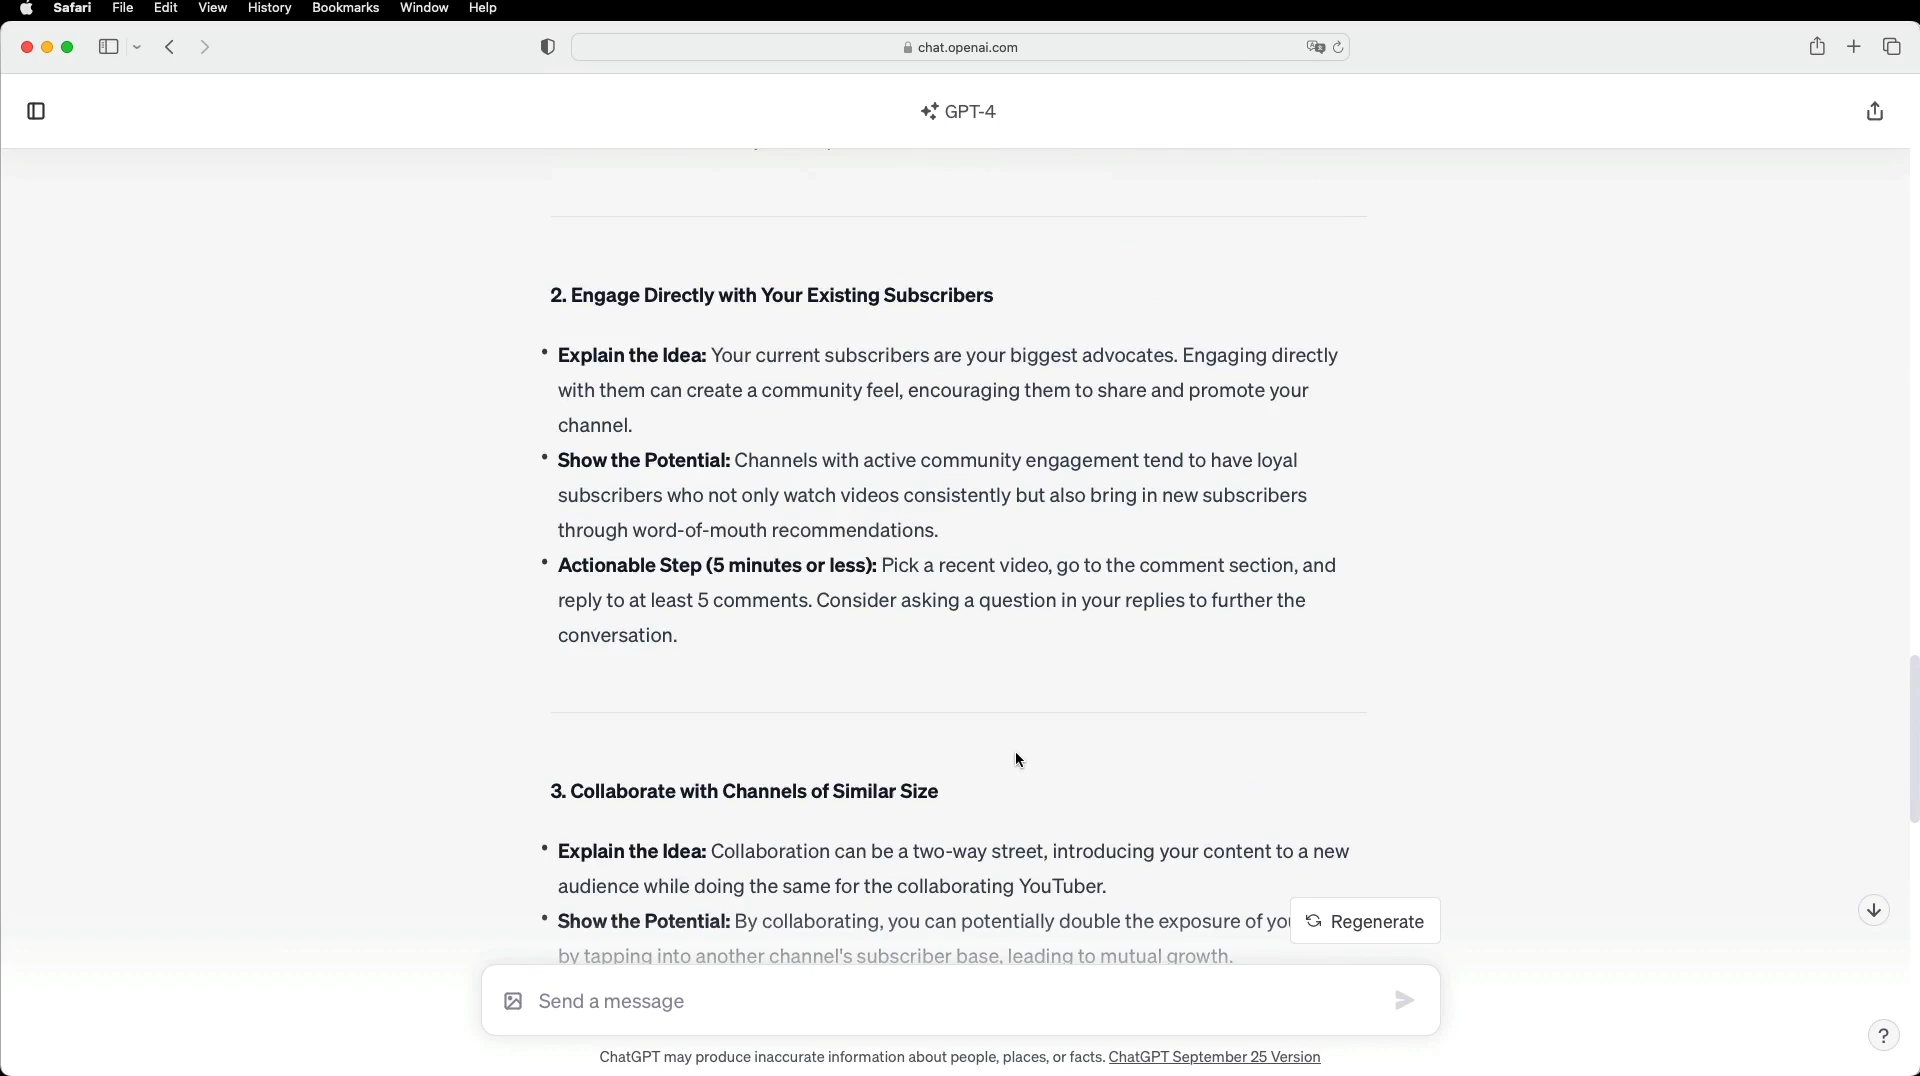 Safari File Edit View History Bookmarks Window Help
chat.openai.com
GPT-4
2. Engage Directly with Your Existing Subscribers
• Explain the Idea: Your current subscribers are your biggest advocates. Engaging directly
with them can create a community feel, encouraging them to share and promote your
channel.
• Show the Potential: Channels with active community engagement tend to have loyal
subscribers who not only watch videos consistently but also bring in new subscribers
through word-of-mouth recommendations.
• Actionable Step (5 minutes or less): Pick a recent video, go to the comment section, and
reply to at least 5 comments. Consider asking a question in your replies to further the
conversation.
3. Collaborate with Channels of Similar Size
• Explain the Idea: Collaboration can be a two-way street, introducing your content to a new
audience while doing the same for the collaborating YouTuber.
• Show the Potential: By collaborating, you can potentially double the exposure of
Regenerate
by tapping into another channel's subscriber base, leading to mutual growth.
Send a message
?
ChatGPT may produce inaccurate information about people, places, or facts. ChatGPT September 25 Version